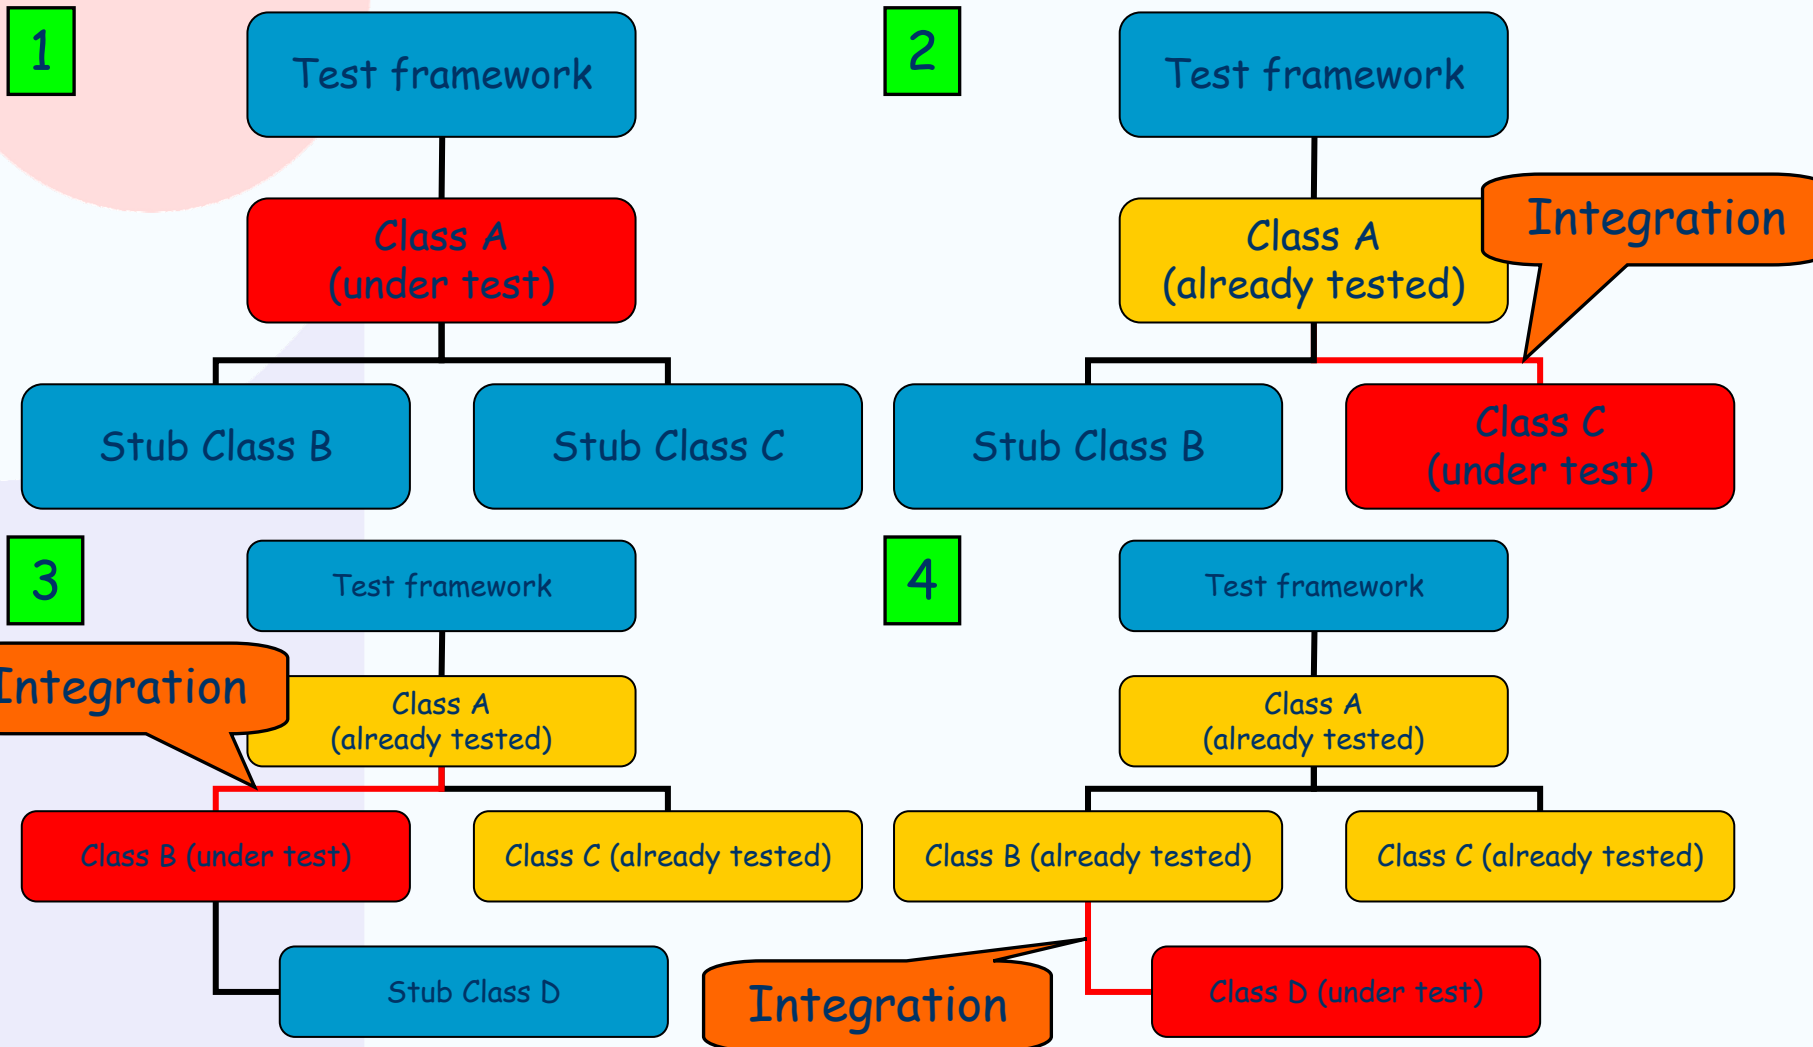 1
Test framework
Class A
(under test)
Stub Class B
Stub Class C
2
Test framework
Class A
(already tested)
Integration
Stub Class B
Class C
(under test)
3
Test framework
Integration
Class A
(already tested)
Class B (under test)
Class C (already tested)
Stub Class D
4
Test framework
Class A
(already tested)
Class B (already tested)
Class C (already tested)
Integration
Class D (under test)